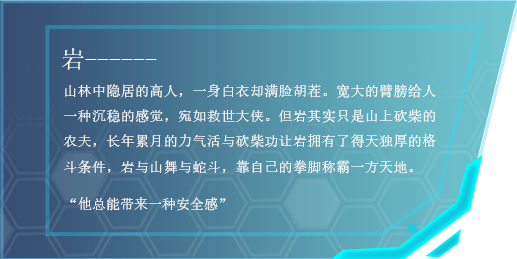 岩------
山林中隐居的高人，一身白衣却满脸胡茬。宽大的臂膀给人
一种沉稳的感觉，宛如救世大侠。但岩其实只是山上砍柴的
农夫，长年累月的力气活与砍柴功让岩拥有了得天独厚的格
斗条件，岩与山舞与蛇斗，靠自己的拳脚称霸一方天地。
“他总能带来一种安全感”